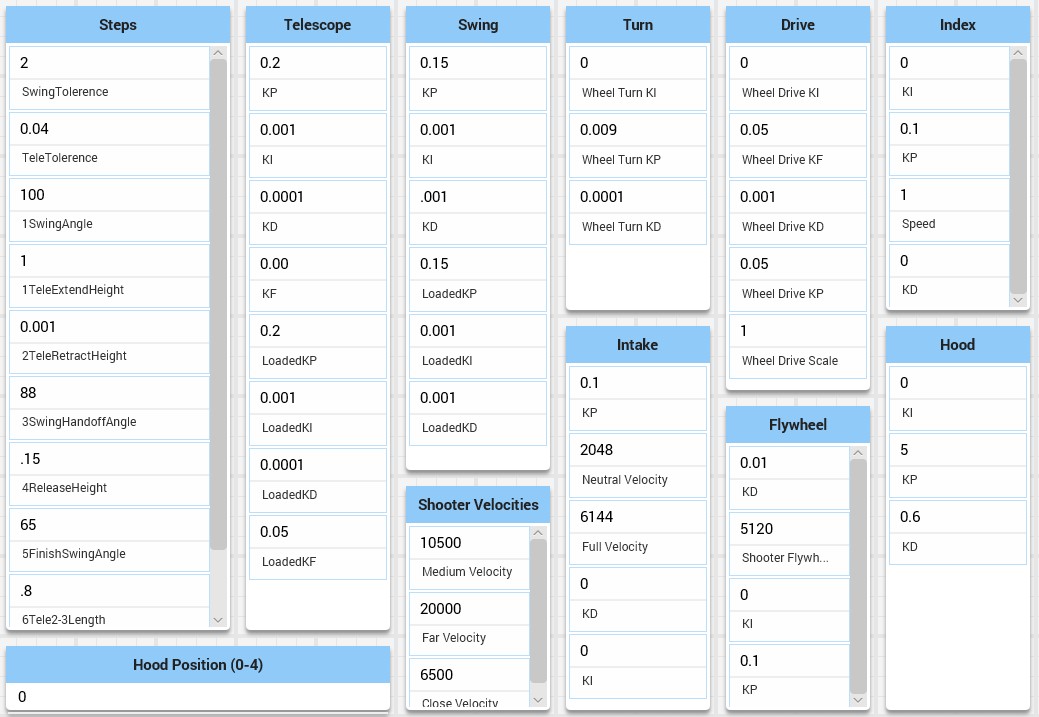 Steps
2
SwingTolerence
0.04
TeleTolerence
100
1SwingAngle
1
1TeleExtendHeight
0.001
2TeleRetractHeight
88
3SwingHandoffAngle
.15
4ReleaseHeight
65
5FinishSwingAngle
.8
6Tele2-3Length
Hood Position (0-4)
0
Telescope
0.2
KP
0.001
KI
0.0001
KD
0.00
KF
0.2
LoadedKP
0.001
LoadedKI
0.0001
LoadedKD
0.05
LoadedKF
Swing
0.15
KP
0.001
KI
.001
KD
0.15
LoadedKP
0.001
LoadedKI
0.001
LoadedKD
Shooter Velocities
10500
Medium Velocity
20000
Far Velocity
6500
Close Velocity
Turn
0
Wheel Turn KI
0.009
Wheel Turn KP
0.0001
Wheel Turn KD
Intake
0.1
KP
2048
Neutral Velocity
6144
Full Velocity
0
KD
0
KI
Drive
0
Wheel Drive KI
0.05
Wheel Drive KF
0.001
Wheel Drive KD
0.05
Wheel Drive KP
1
Wheel Drive Scale
Flywheel
0.01
KD
5120
Shooter Flywh...
0
KI
0.1
KP
Index
0
KI
0.1
KP
1
Speed
0
KD
Hood
0
KI
5
KP
0.6
KD